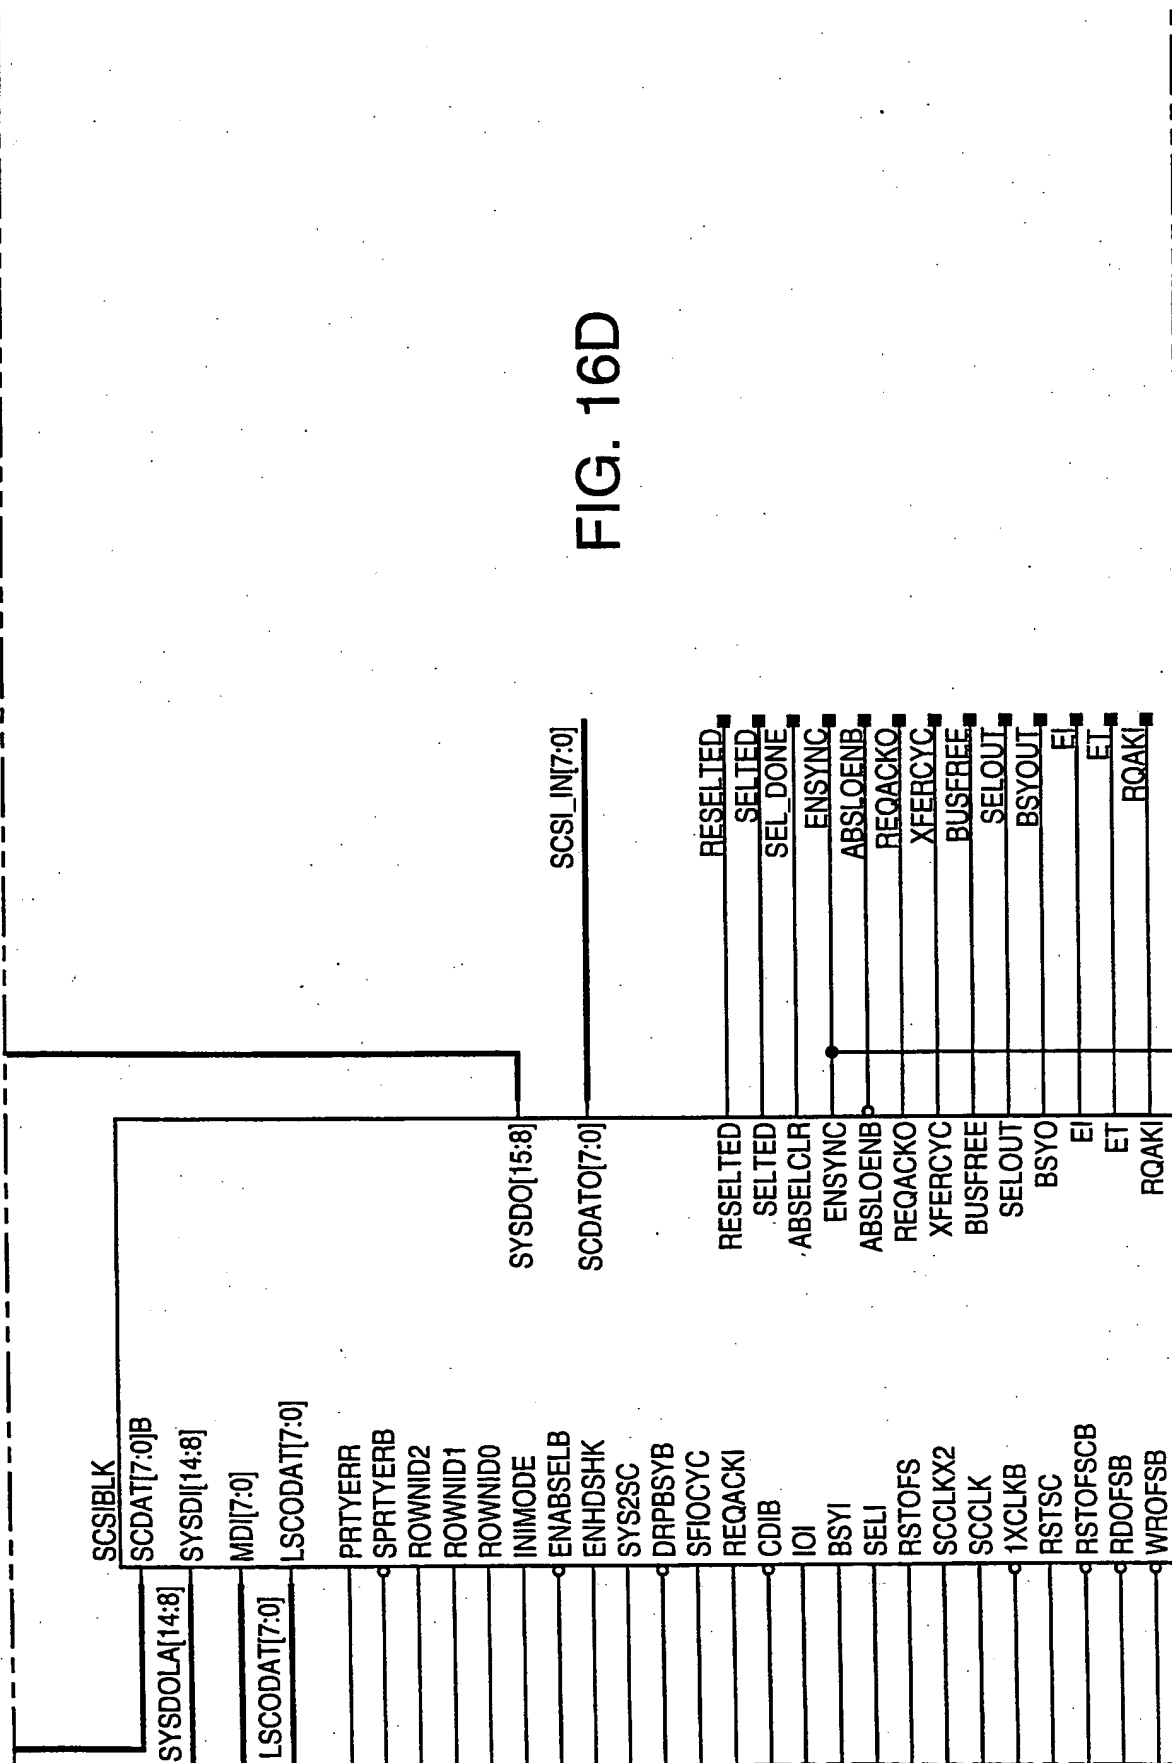 SCSIBLK
SCDAT[7:0]B
SYSDOLA[14:8]
SYSDI[14:8]
MDI[7:0]
LSCODAT[7:0]
LSCODAT[7:0]
PRTYERR
SPRTYERB
ROWNID2
ROWNID1
ROWNID0
INIMODE
ENABSELB
ENHDSHK
SYS2SC
DRPBSYB
SFIOCYC
REQACKI
CDIB
IOI
BSYI
SELI
RSTOFS
SCCLKX2
SCCLK
1XCLKB
RSTSC
RSTOFSCB
RDOFSB
WROFSB
SYSDO[15:8]
SCDATO[7:0]
RESELTED
SELTED
ABSELCLR
ENSYNC
ABSLOENB
REQACKO
XFERCYC
BUSFREE
SELOUT
BSYO
EI
ET
RQAKI
SCSI_IN[7:0]
RESELTED
SELTED
SEL_DONE
ENSYNC
ABSLOENB
REQACKO
XFERCYC
BUSFREE
SELOUT
BSYOUT
EI
ET
RQAKI
FIG. 16D